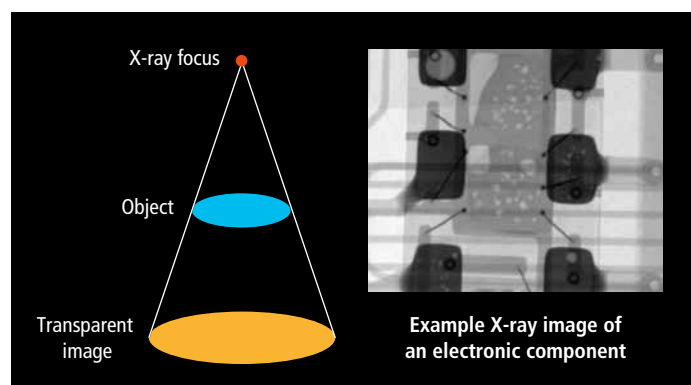 X-ray focus
Object
Transparent
image
Example X-ray image of
an electronic component